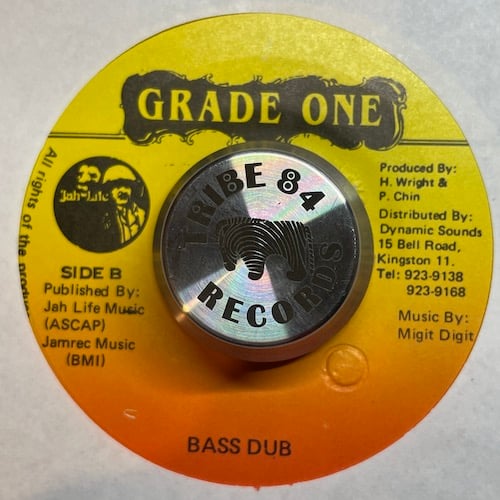 GRADE ONE
All rights of the
Jah Life
SIDE B
Published By:
Jah Life Music
(ASCAP)
Jamrec Music
(BMI)
TRIBE 84
RECORDS
Produced By:
H. Wright &
P. Chin
Distributed By:
Dynamic Sounds
15 Bell Road,
Kingston 11.
Tel: 923-9138
923-9168
Music By:
Migit Digit
BASS DUB